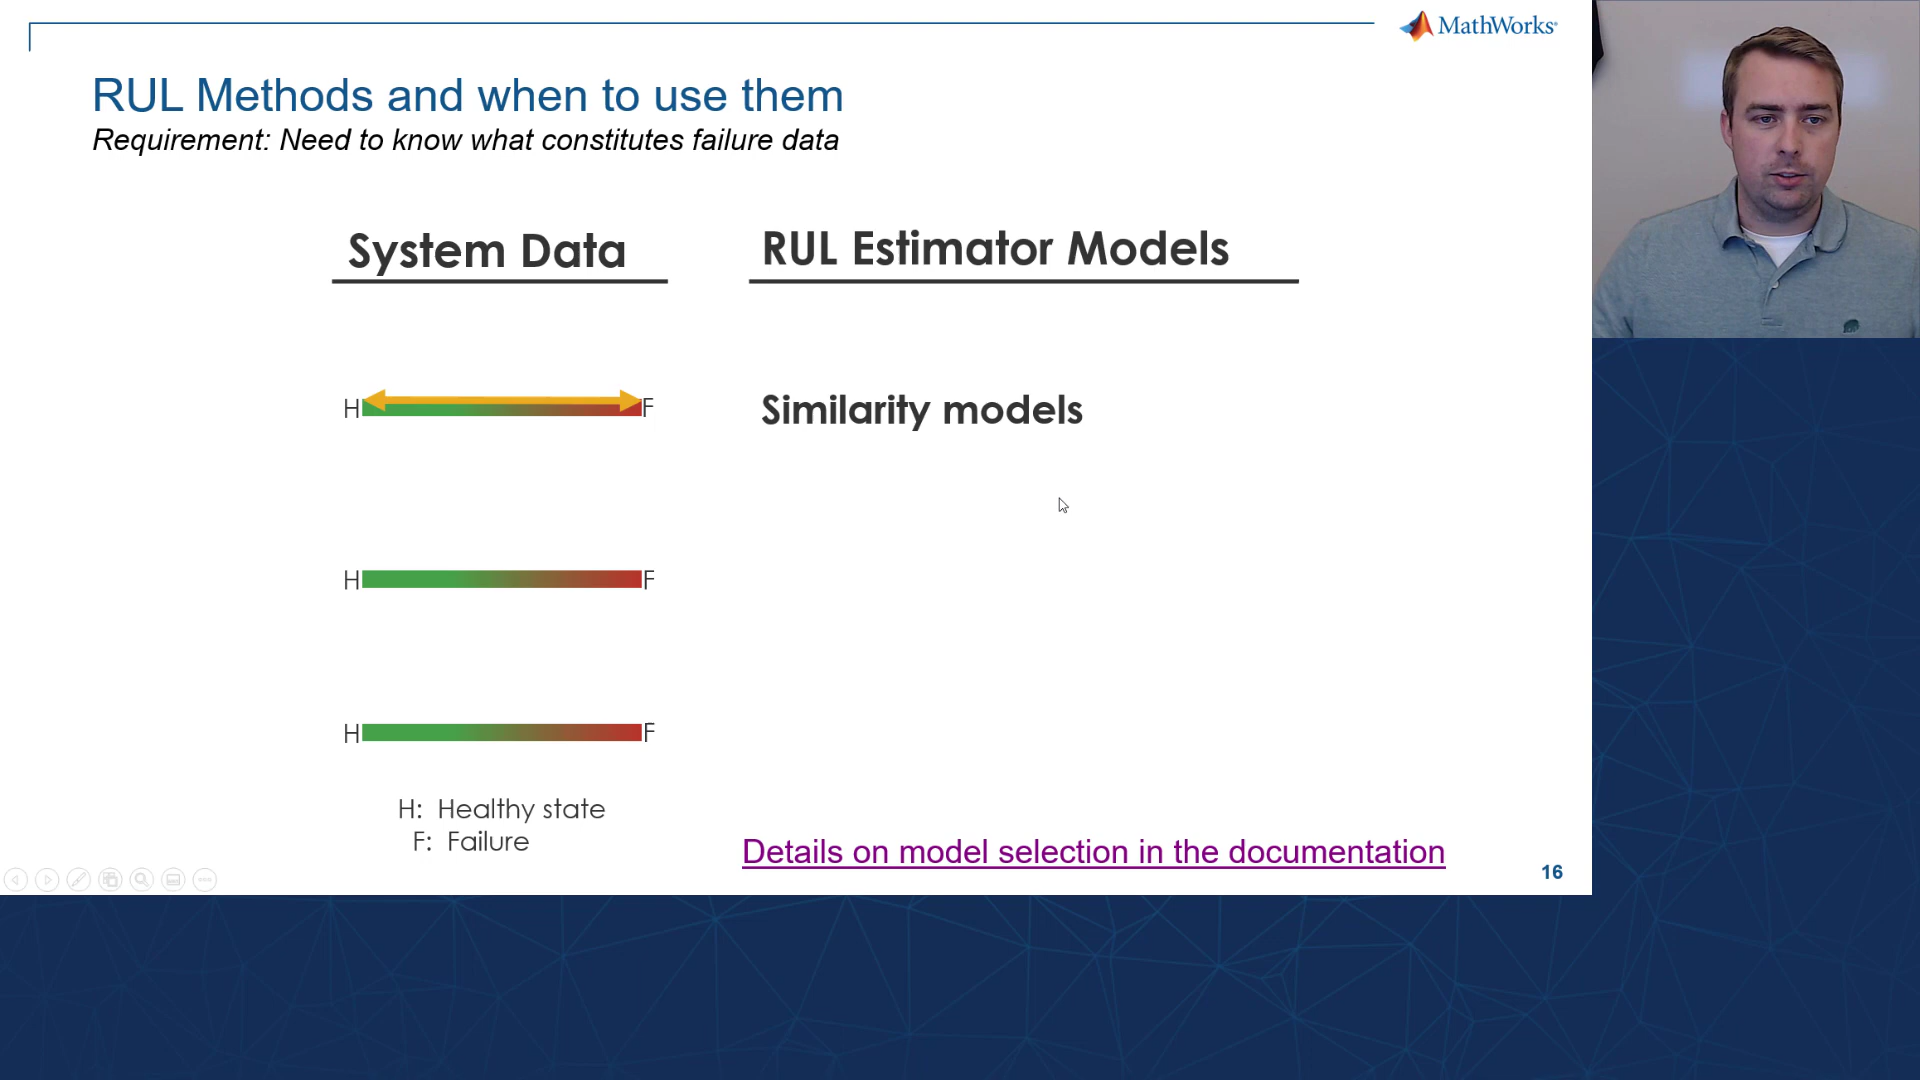 MathWorks®
RUL Methods and when to use them
Requirement: Need to know what constitutes failure data
System Data
RUL Estimator Models
H F
Similarity models
H F
H F
H: Healthy state
F: Failure
Details on model selection in the documentation
16